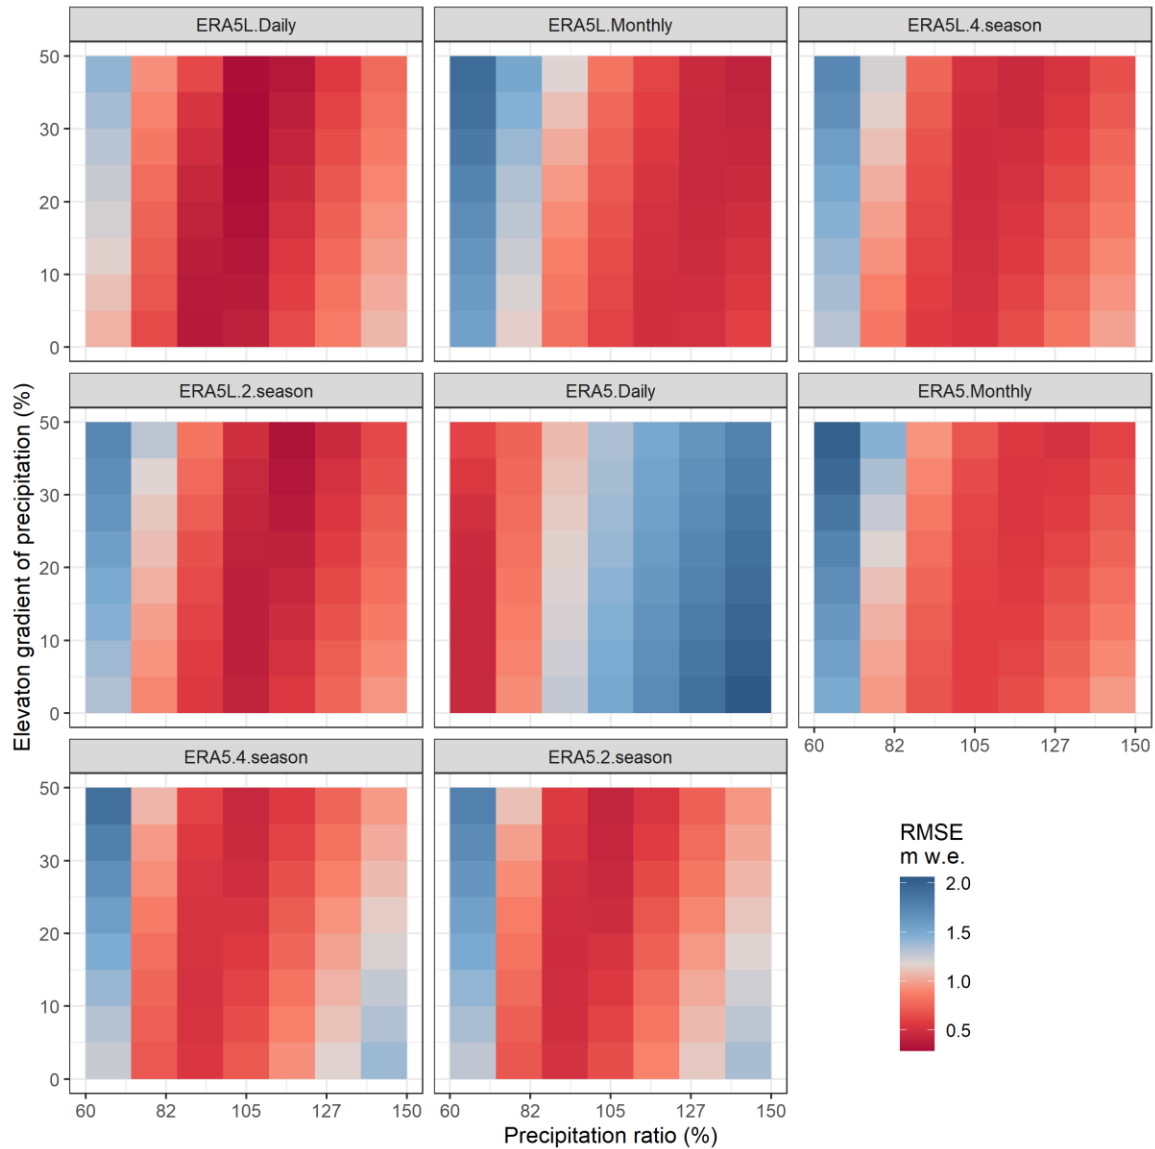 ERA5L.Daily
ERA5L.Monthly
ERA5L.4.season
50
30
20
10
0
ERA5L.2.season
ERA5.Daily
ERA5.Monthly
50
30
20
10
0
60 82 105 127 150
ERA5.4.season
ERA5.2.season
50
30
20
10
0
60 82 105 127 150
60 82 105 127 150
Elevaton gradient of precipitation (%)
Precipitation ratio (%)
RMSE
m w.e.
2.0
1.5
1.0
0.5